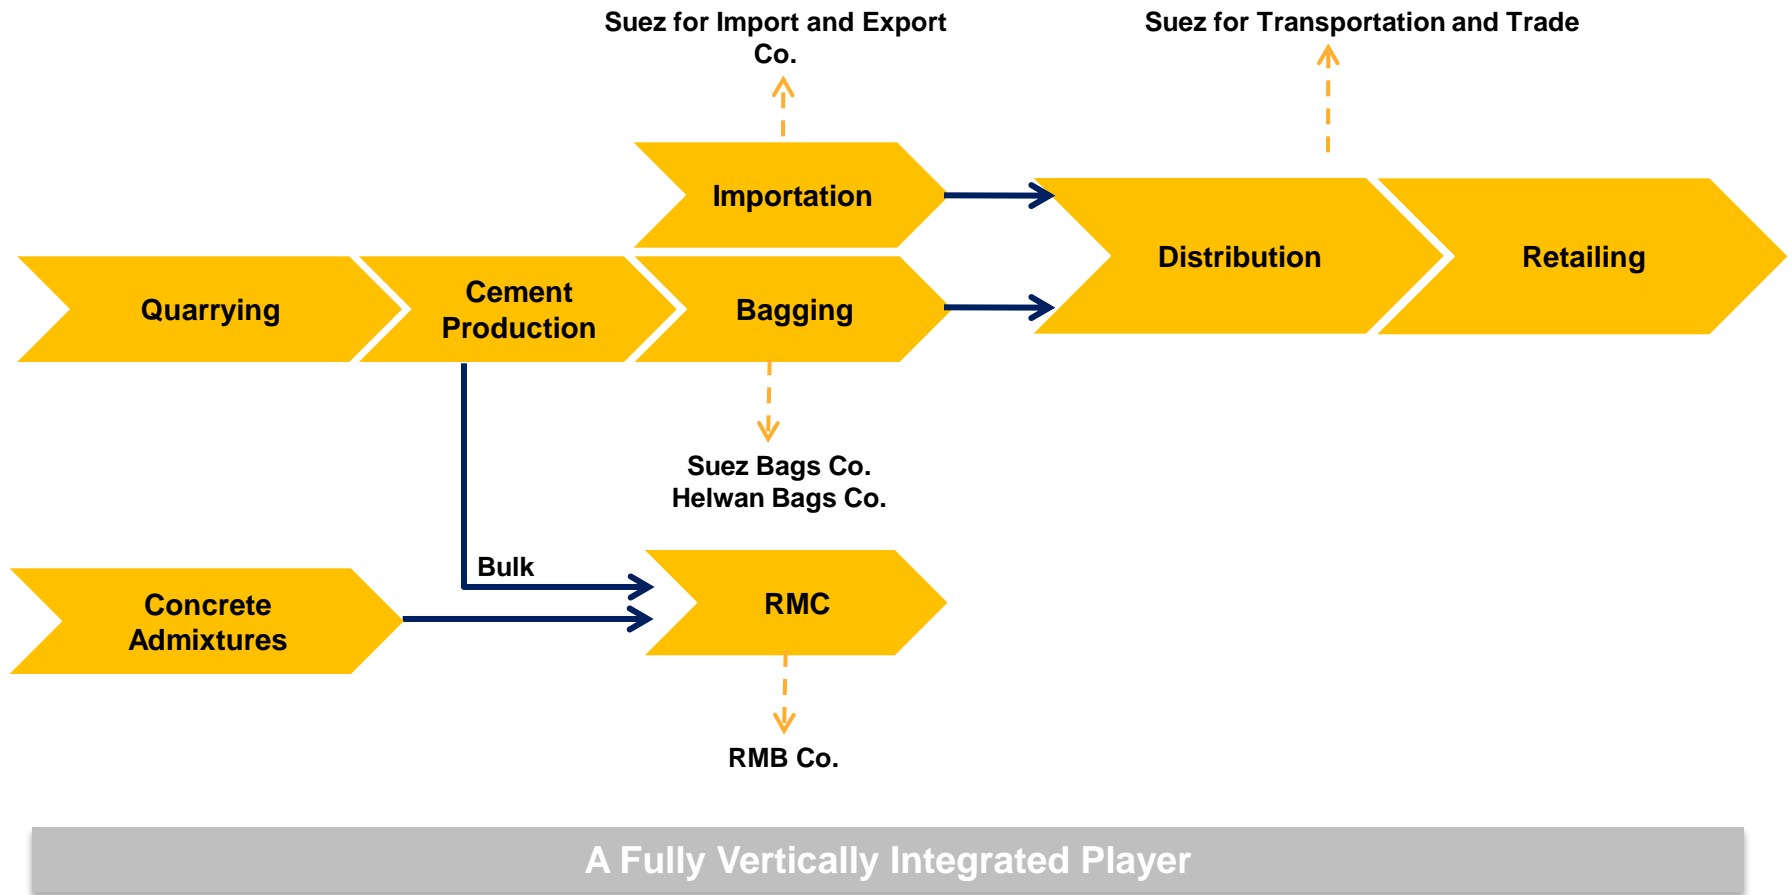 Suez for Import and Export
Co.
Suez for Transportation and Trade
Importation
Distribution
Retailing
Quarrying
Cement
Production
Bagging
Suez Bags Co.
Helwan Bags Co.
Bulk
Concrete
Admixtures
RMC
RMB Co.
A Fully Vertically Integrated Player